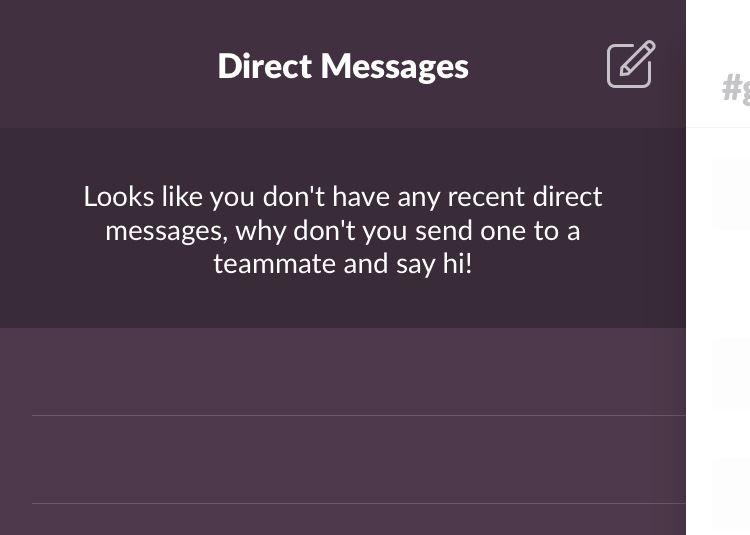 Direct Messages
#g
Looks like you don't have any recent direct
messages, why don't you send one to a
teammate and say hi!